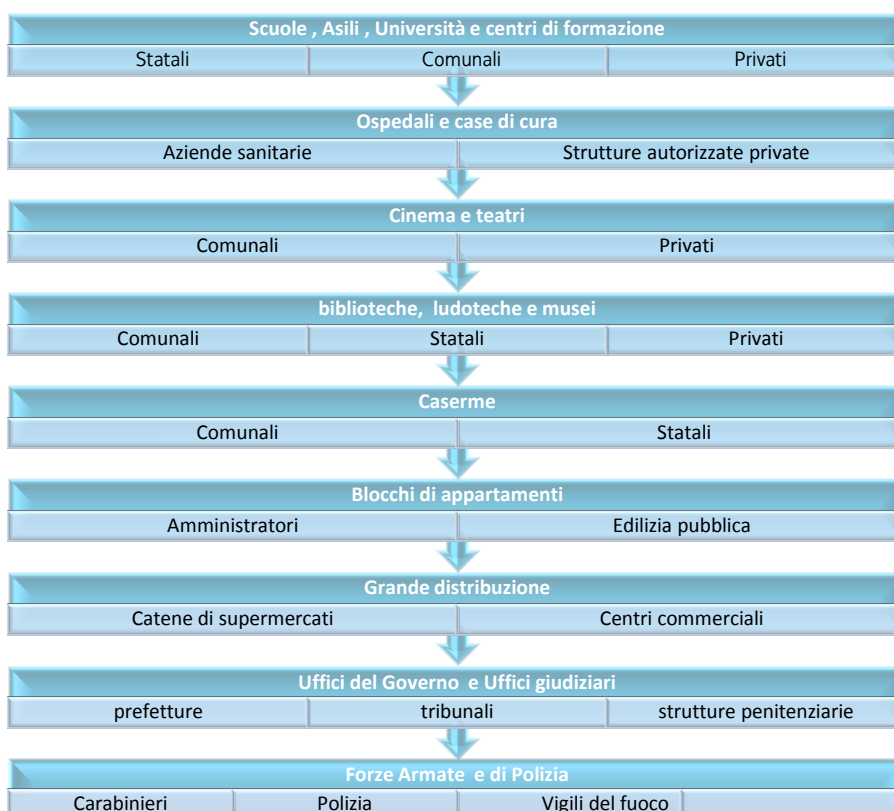 Scuole , Asili , Università e centri di formazione
Statali Comunali Privati
Ospedali e case di cura
Aziende sanitarie Strutture autorizzate private
Cinema e teatri
Comunali Privati
biblioteche, ludoteche e musei
Comunali Statali Privati
Caserme
Comunali Statali
Blocchi di appartamenti
Amministratori Edilizia pubblica
Grande distribuzione
Catene di supermercati Centri commerciali
Uffici del Governo e Uffici giudiziari
prefetture tribunali strutture penitenziarie
Forze Armate e di Polizia
Carabinieri Polizia Vigili del fuoco